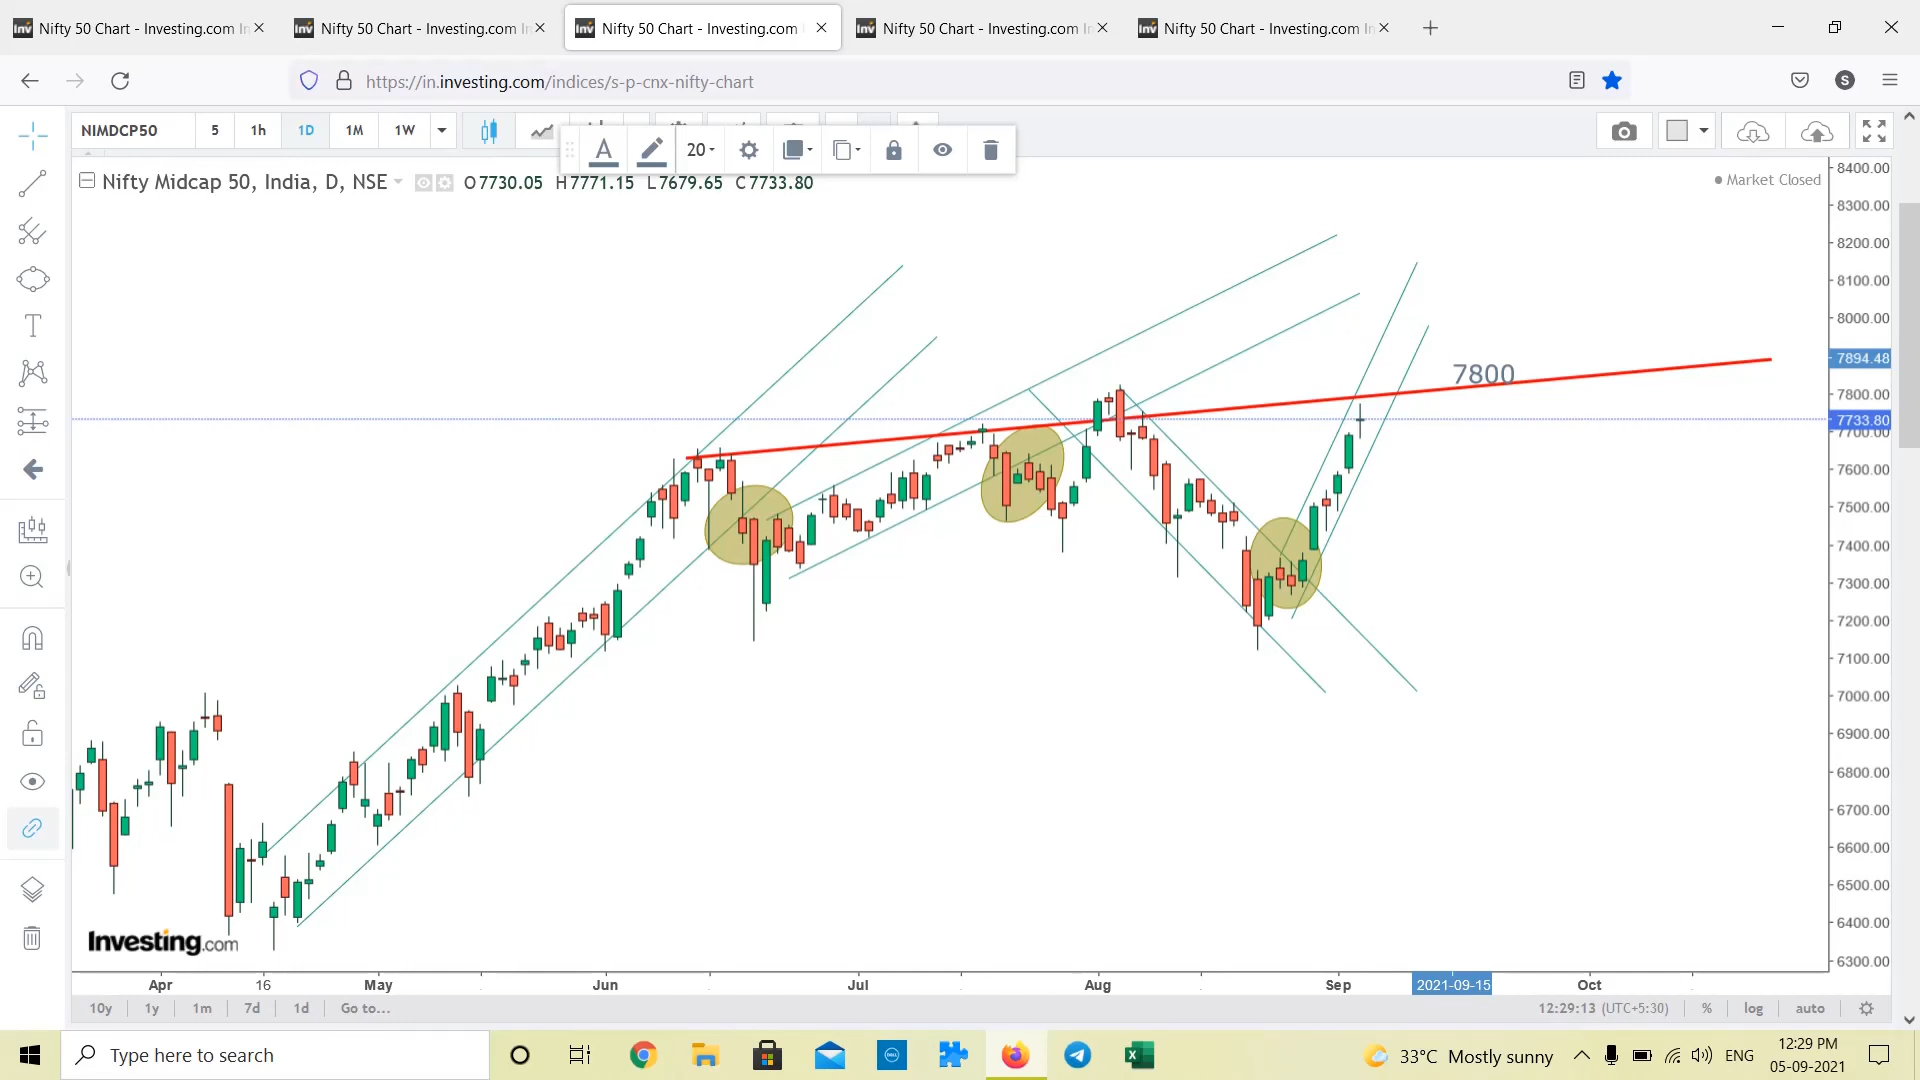 Nifty 50 Chart - Investing.com In
Nifty 50 Chart - Investing.com In
Nifty 50 Chart - Investing.com
Nifty 50 Chart - Investing.com In
Nifty 50 Chart - Investing.com In
https://in.investing.com/indices/s-p-cnx-nifty-chart
S
NIMDCP50 5 1h 1D 1M 1W
A 20
Nifty Midcap 50, India, D, NSE O7730.05 H7771.15 L7679.65 C7733.80
Market Closed
8400.00
8300.00
8200.00
8100.00
8000.00
7894.48
7800.00
7733.80
7700.00
7600.00
7500.00
7400.00
7300.00
7200.00
7100.00
7000.00
6900.00
6800.00
6700.00
6600.00
6500.00
6400.00
6300.00
7800
Investing.com
Apr 16 May Jun Jul Aug Sep 2021-09-15 Oct
10y 1y 1m 7d 1d Go to... 12:29:13 (UTC+5:30) % log auto
Type here to search
33°C Mostly sunny
ENG
12:29 PM
05-09-2021